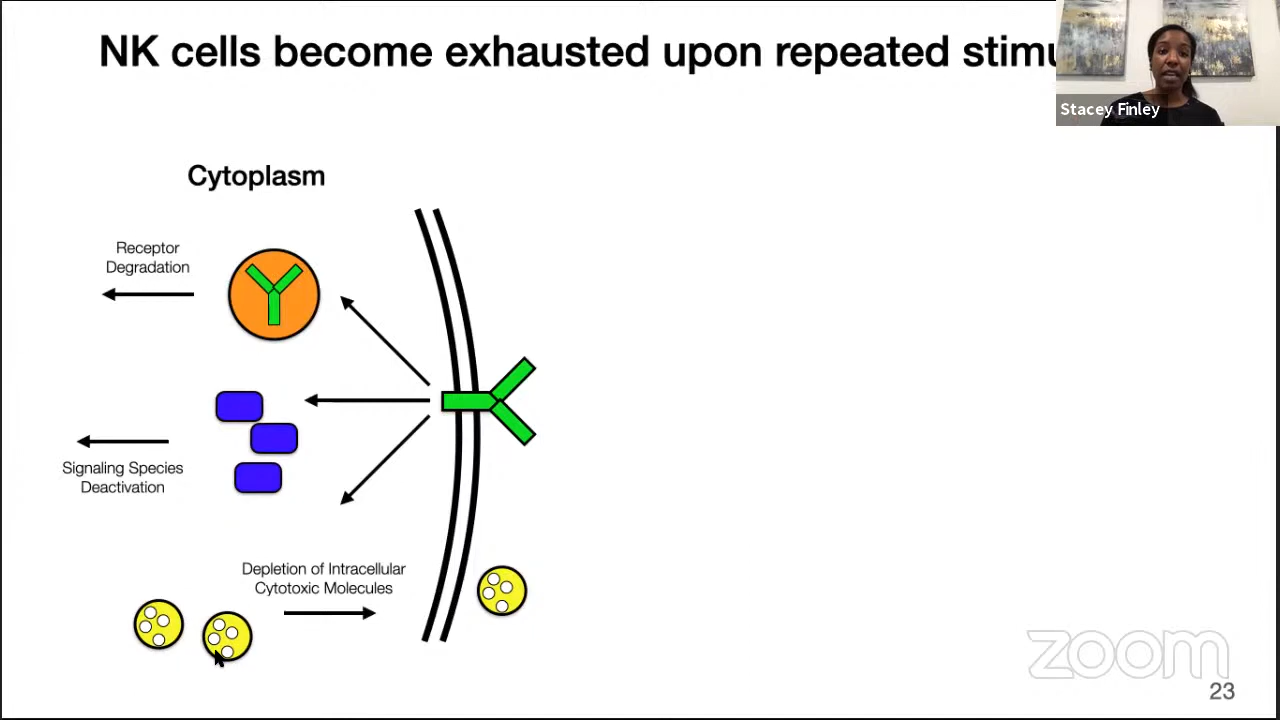 NK cells become exhausted upon repeated
Stacey Finley
Cytoplasm
Receptor
Degradation
Signaling Species
Deactivation
Depletion of Intracellular
Cytotoxic Molecules
zoom
23